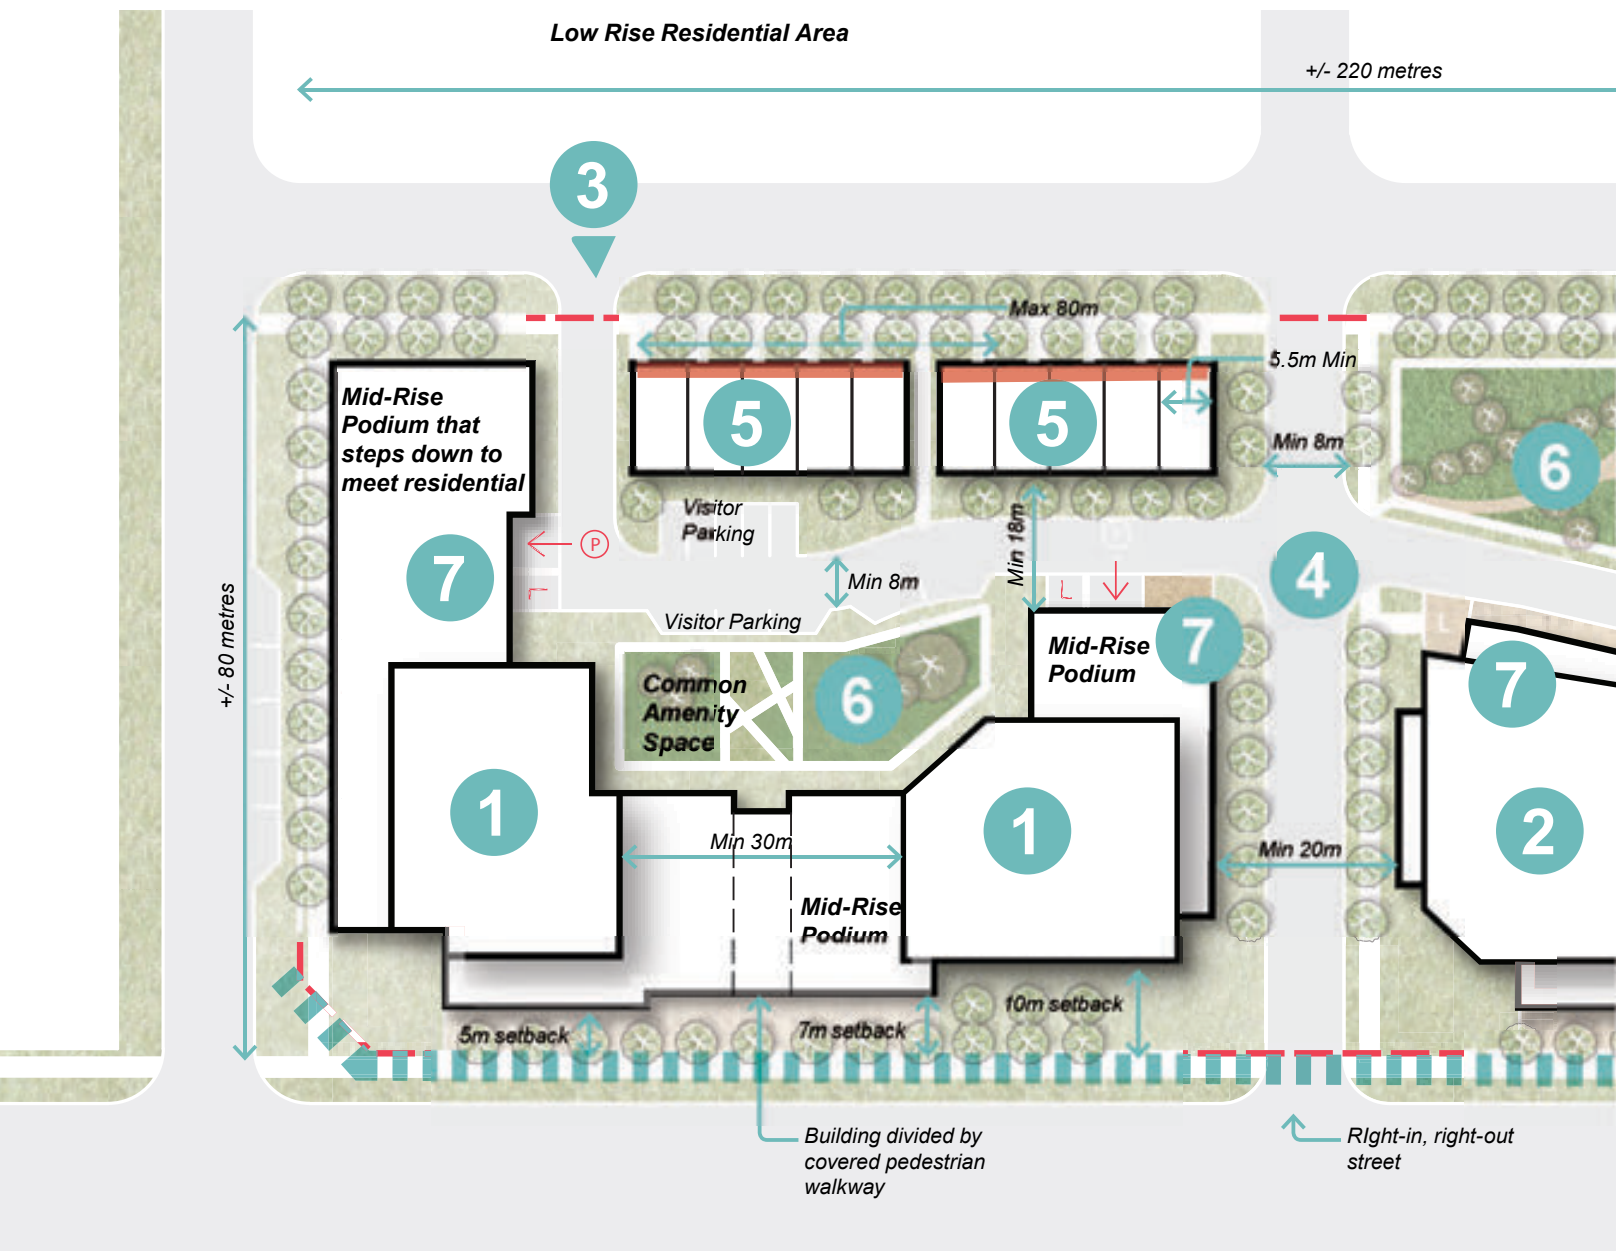 Low Rise Residential Area
+/- 220 metres
3
Max 80m
5.5m Min
Mid-Rise
Podium that
steps down to
meet residential
5
5
Min 8m
6
Visitor
Parking
P
Min 18m
7
Min 8m
4
L
L
L
Visitor Parking
+/- 80 metres
7
Mid-Rise
Podium
7
Common
Amenity
Space
6
1
1
2
Min 30m
Min 20m
Mid-Rise
Podium
5m setback
7m setback
10m setback
Building divided by
covered pedestrian
walkway
RIght-in, right-out
street